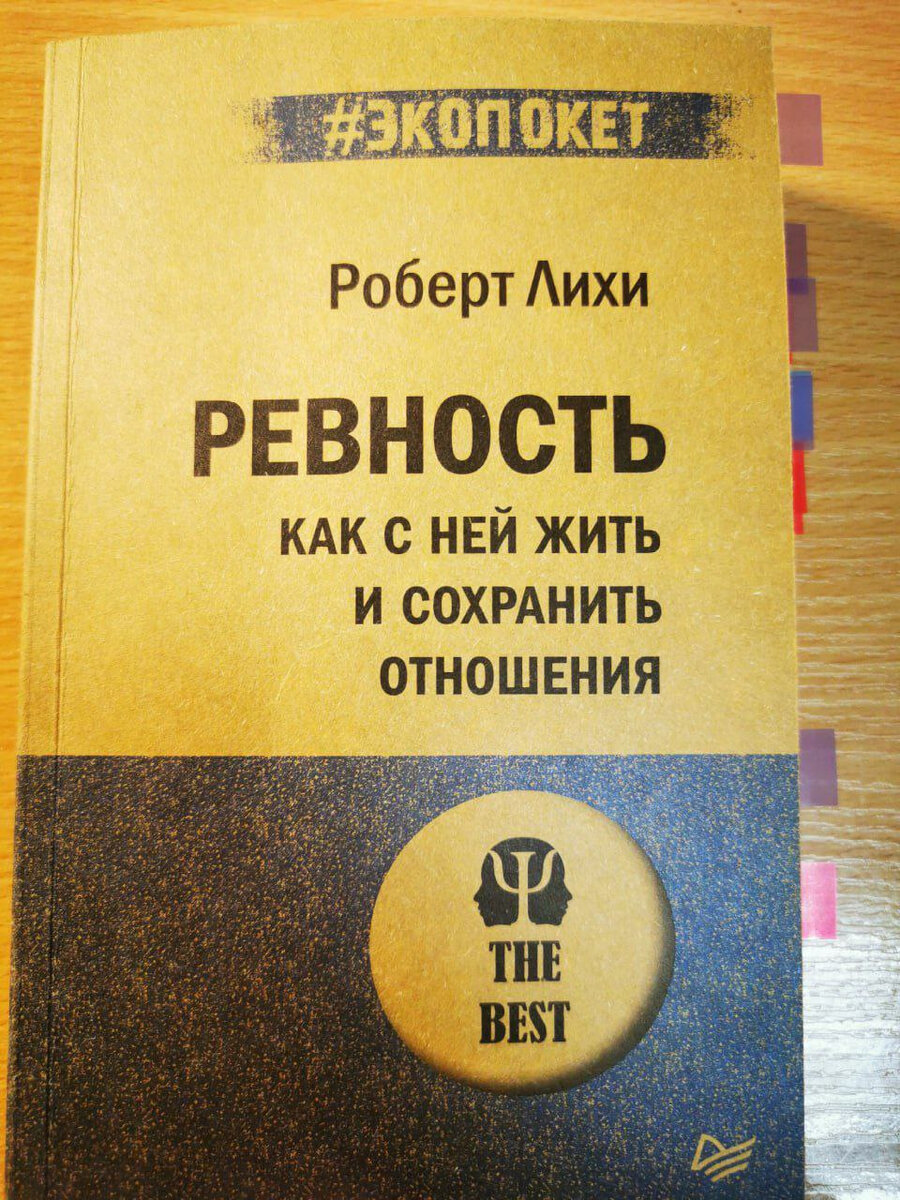 #ЭКОПОКЕТ
Роберт Лихи
РЕВНОСТЬ
КАК С НЕЙ ЖИТЬ
И СОХРАНИТЬ
ОТНОШЕНИЯ
Ψ
THE
BEST